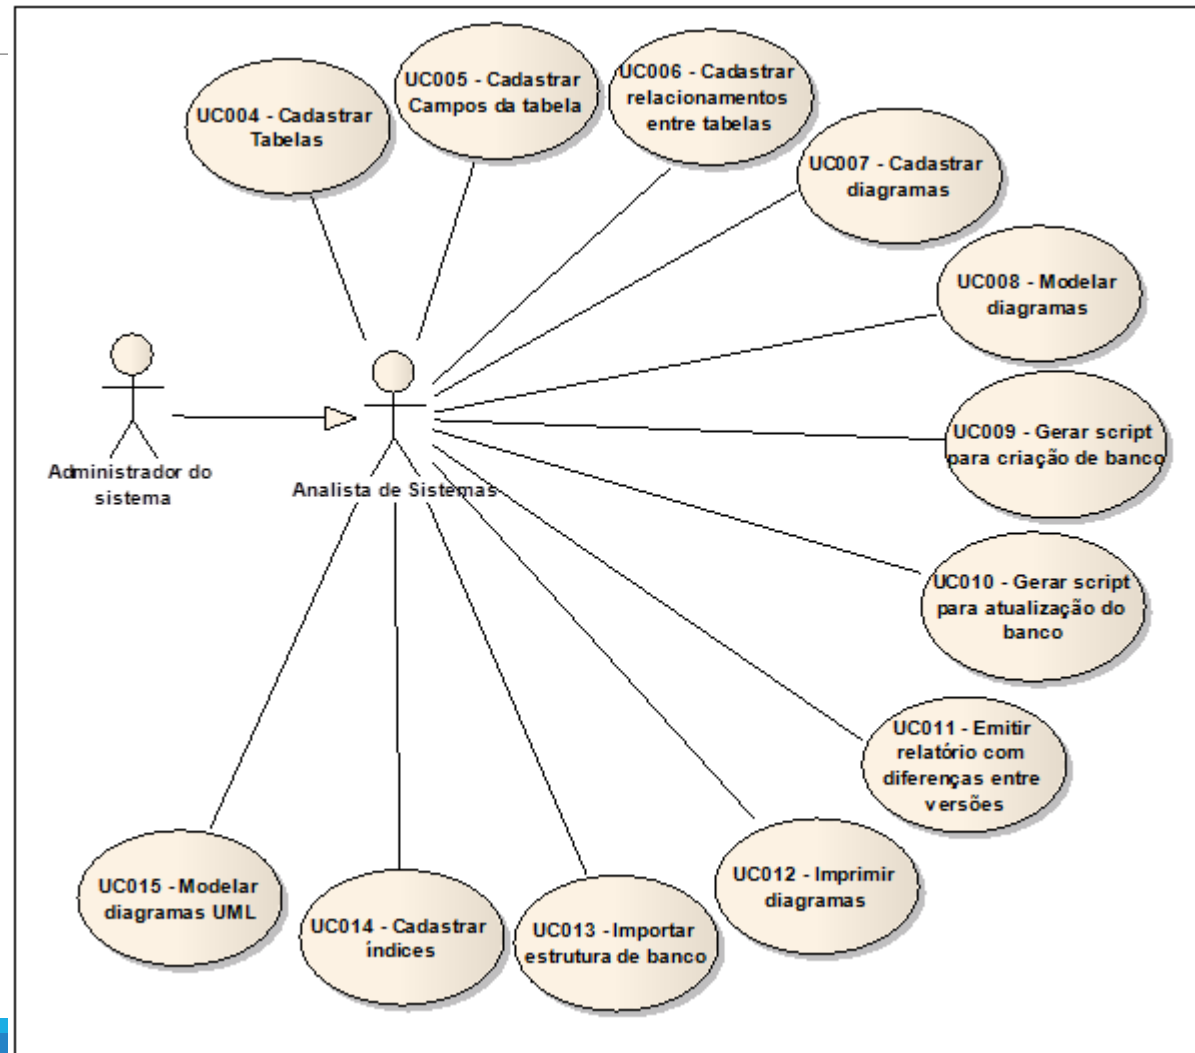 UC004 - Cadastrar
Tabelas
UC005 - Cadastrar
Campos da tabela
UC006 - Cadastrar
relacionamentos
entre tabelas
UC007 - Cadastrar
diagramas
UC008 - Modelar
diagramas
Administrador do
sistema
Analista de Sistemas
UC009 - Gerar script
para criação de banco
UC010 - Gerar script
para atualização do
banco
UC011 - Emitir
relatório com
diferenças entre
versões
UC012 - Imprimir
diagramas
UC013 - Importar
estrutura de banco
UC014 - Cadastrar
índices
UC015 - Modelar
diagramas UML